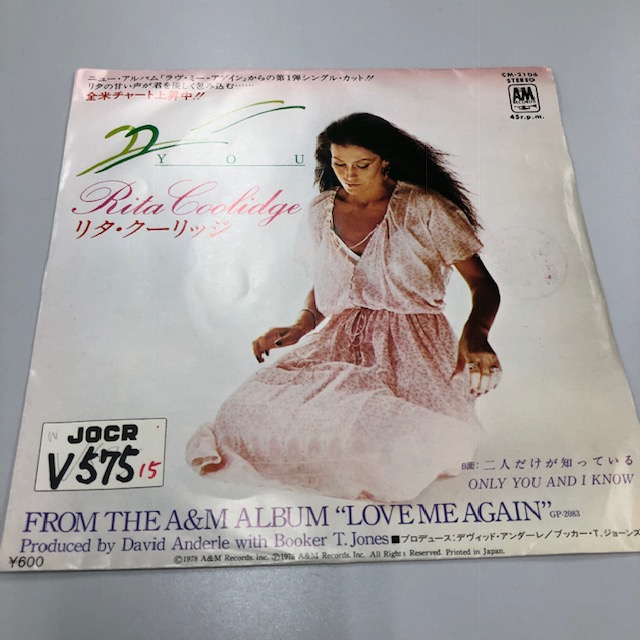 ニュー・アルバム「ラヴ・ミー・アゲイン」からの第1弾シングル・カット!!
リタの甘い声が君を優しく包み込む……
全米チャート上昇中!!
CM-2106
STEREO
AM
RECORDS
45r.p.m.
YOU
Rita Coolidge
リタ・クーリッジ
JOCR
V575 15
B面:二人だけが知っている
ONLY YOU AND I KNOW
FROM THE A&M ALBUM “LOVE ME AGAIN” GP-2083
Produced by David Anderle with Booker T. Jones ■プロデュース:デヴィッド・アンダーレ/ブッカー・T.ジョーンズ
¥600
©1978 A&M Records, Inc. ℗1978 A&M Records, Inc. All Rights Reserved. Printed in Japan.